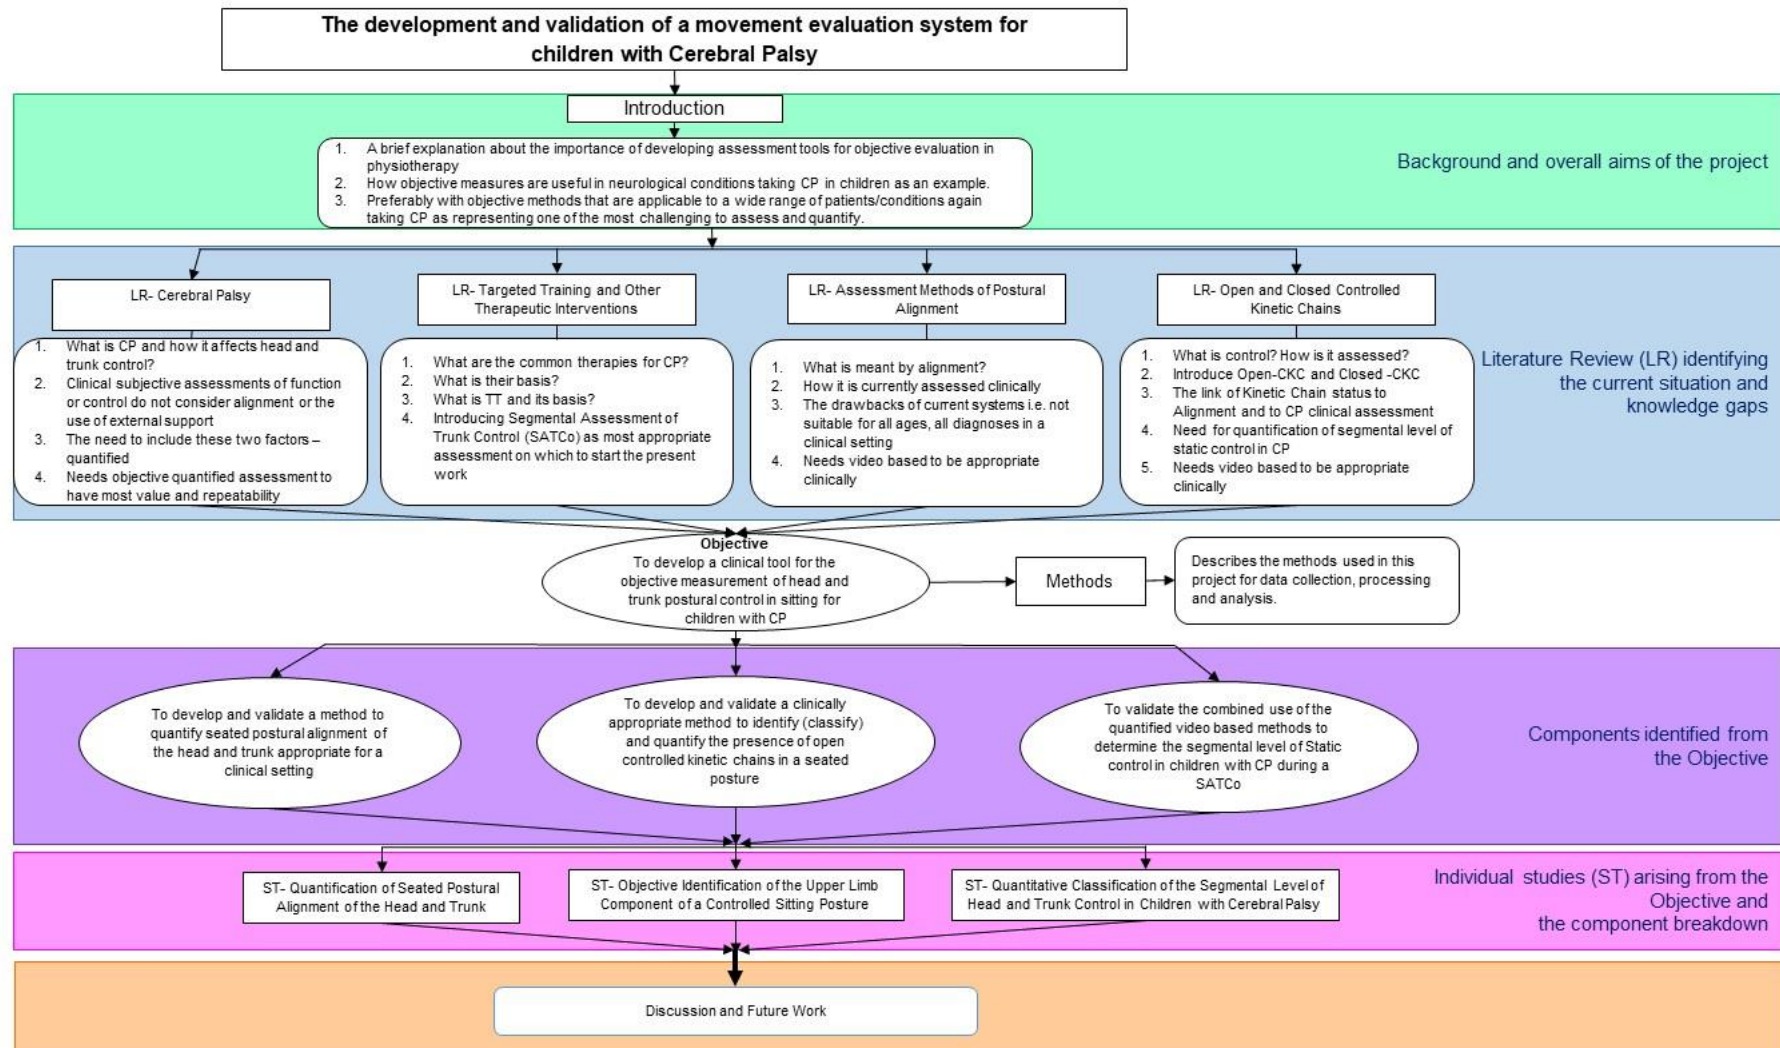 The development and validation of a movement evaluation system for
children with Cerebral Palsy
Introduction
1. A brief explanation about the importance of developing assessment tools for objective evaluation in
physiotherapy
2. How objective measures are useful in neurological conditions taking CP in children as an example.
3. Preferably with objective methods that are applicable to a wide range of patients/conditions again
taking CP as representing one of the most challenging to assess and quantify.
Background and overall aims of the project
LR- Cerebral Palsy
1. What is CP and how it affects head and
trunk control?
2. Clinical subjective assessments of function
or control do not consider alignment or the
use of external support
3. The need to include these two factors –
quantified
4. Needs objective quantified assessment to
have most value and repeatability
LR- Targeted Training and Other
Therapeutic Interventions
1. What are the common therapies for CP?
2. What is their basis?
3. What is TT and its basis?
4. Introducing Segmental Assessment of
Trunk Control (SATCo) as most appropriate
assessment on which to start the present
work
LR- Assessment Methods of Postural
Alignment
1. What is meant by alignment?
2. How it is currently assessed clinically
3. The drawbacks of current systems i.e. not
suitable for all ages, all diagnoses in a
clinical setting
4. Needs video based to be appropriate
clinically
LR- Open and Closed Controlled
Kinetic Chains
1. What is control? How is it assessed?
2. Introduce Open-CKC and Closed -CKC
3. The link of Kinetic Chain status to
Alignment and to CP clinical assessment
4. Need for quantification of segmental level of
static control in CP
5. Needs video based to be appropriate
clinically
Literature Review (LR) identifying
the current situation and
knowledge gaps
Objective
To develop a clinical tool for the
objective measurement of head and
trunk postural control in sitting for
children with CP
Methods
Describes the methods used in this
project for data collection, processing
and analysis.
To develop and validate a method to
quantify seated postural alignment of
the head and trunk appropriate for a
clinical setting
To develop and validate a clinically
appropriate method to identify (classify)
and quantify the presence of open
controlled kinetic chains in a seated
posture
To validate the combined use of the
quantified video based methods to
determine the segmental level of Static
control in children with CP during a
SATCo
Components identified from
the Objective
ST- Quantification of Seated Postural
Alignment of the Head and Trunk
ST- Objective Identification of the Upper Limb
Component of a Controlled Sitting Posture
ST- Quantitative Classification of the Segmental Level of
Head and Trunk Control in Children with Cerebral Palsy
Individual studies (ST) arising from the
Objective and
the component breakdown
Discussion and Future Work